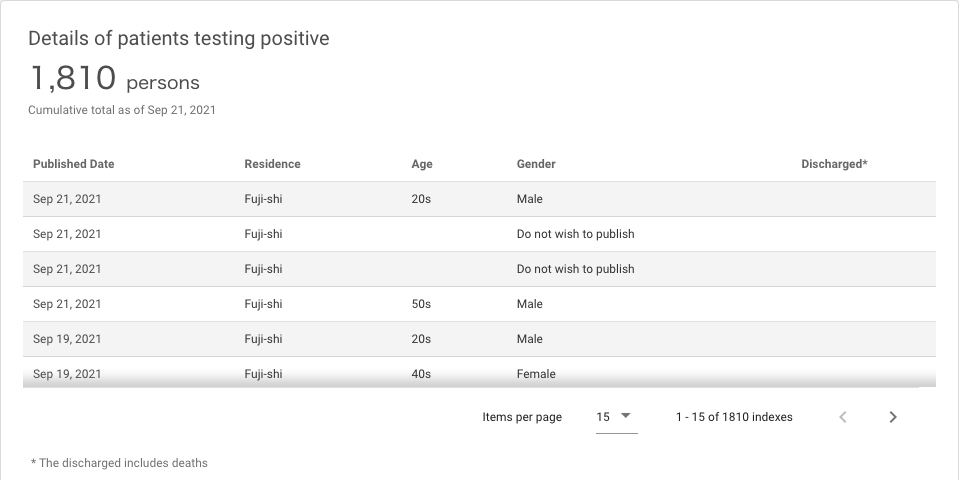 Details of patients testing positive
1,810 persons
Cumulative total as of Sep 21, 2021
Published Date Residence Age Gender Discharged*
Sep 21, 2021 Fuji-shi 20s Male
Sep 21, 2021 Fuji-shi Do not wish to publish
Sep 21, 2021 Fuji-shi Do not wish to publish
Sep 21, 2021 Fuji-shi 50s Male
Sep 19, 2021 Fuji-shi 20s Male
Sep 19, 2021 Fuji-shi 40s Female
Items per page 15 1 - 15 of 1810 indexes
* The discharged includes deaths